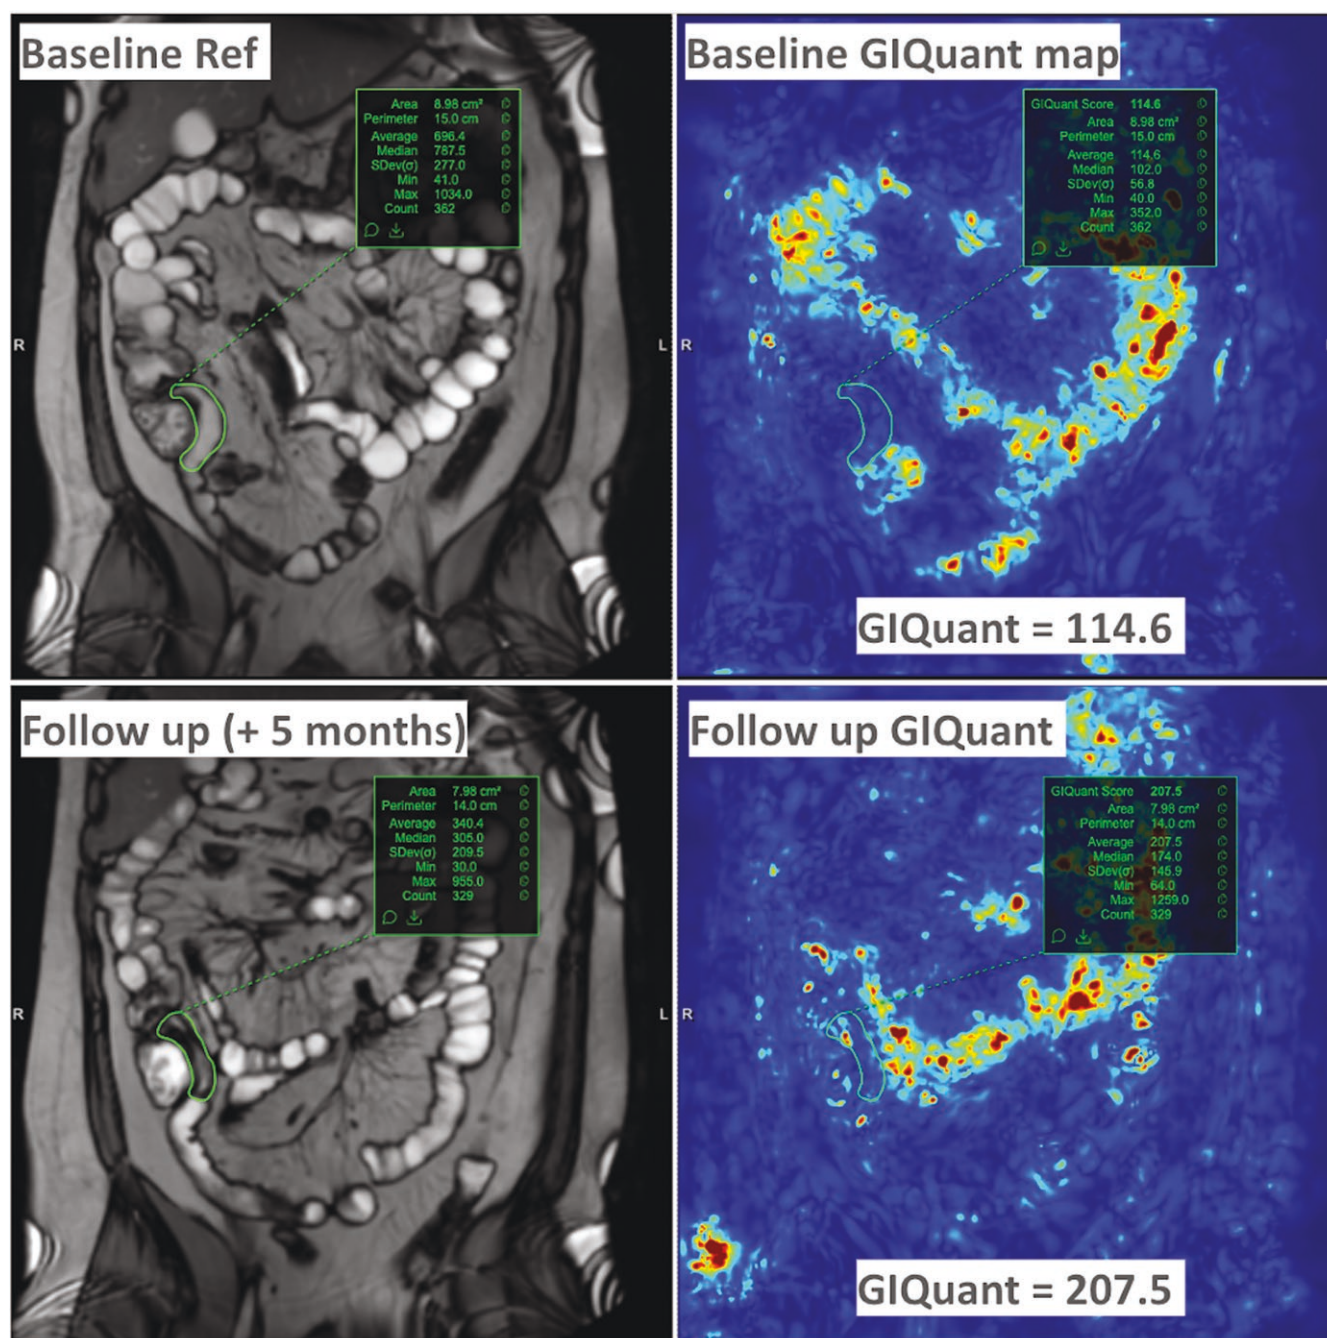 Baseline Ref
Area 8.98 cm²
Perimeter 15.0 cm
Average 696.4
Median 787.5
SDev(σ) 277.0
Min 41.0
Max 1034.0
Count 362
R
L
Baseline GIQuant map
GIQuant Score 114.6
Area 8.98 cm²
Perimeter 15.0 cm
Average 114.6
Median 102.0
SDev(σ) 56.8
Min 40.0
Max 352.0
Count 362
R
GIQuant = 114.6
Follow up (+ 5 months)
Area 7.98 cm²
Perimeter 14.0 cm
Average 340.4
Median 305.0
SDev(σ) 209.5
Min 30.0
Max 955.0
Count 329
R
L
Follow up GIQuant
GIQuant Score 207.5
Area 7.98 cm²
Perimeter 14.0 cm
Average 207.5
Median 174.0
SDev(σ) 145.9
Min 64.0
Max 1259.0
Count 329
R
GIQuant = 207.5